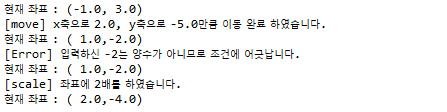 현재 좌표 : (-1.0, 3.0)
[move] x축으로 2.0, y축으로 -5.0만큼 이동 완료 하였습니다.
현재 좌표 : ( 1.0,-2.0)
[Error] 입력하신 -2는 양수가 아니므로 조건에 어긋납니다.
현재 좌표 : ( 1.0,-2.0)
[scale] 좌표에 2배를 하였습니다.
현재 좌표 : ( 2.0,-4.0)